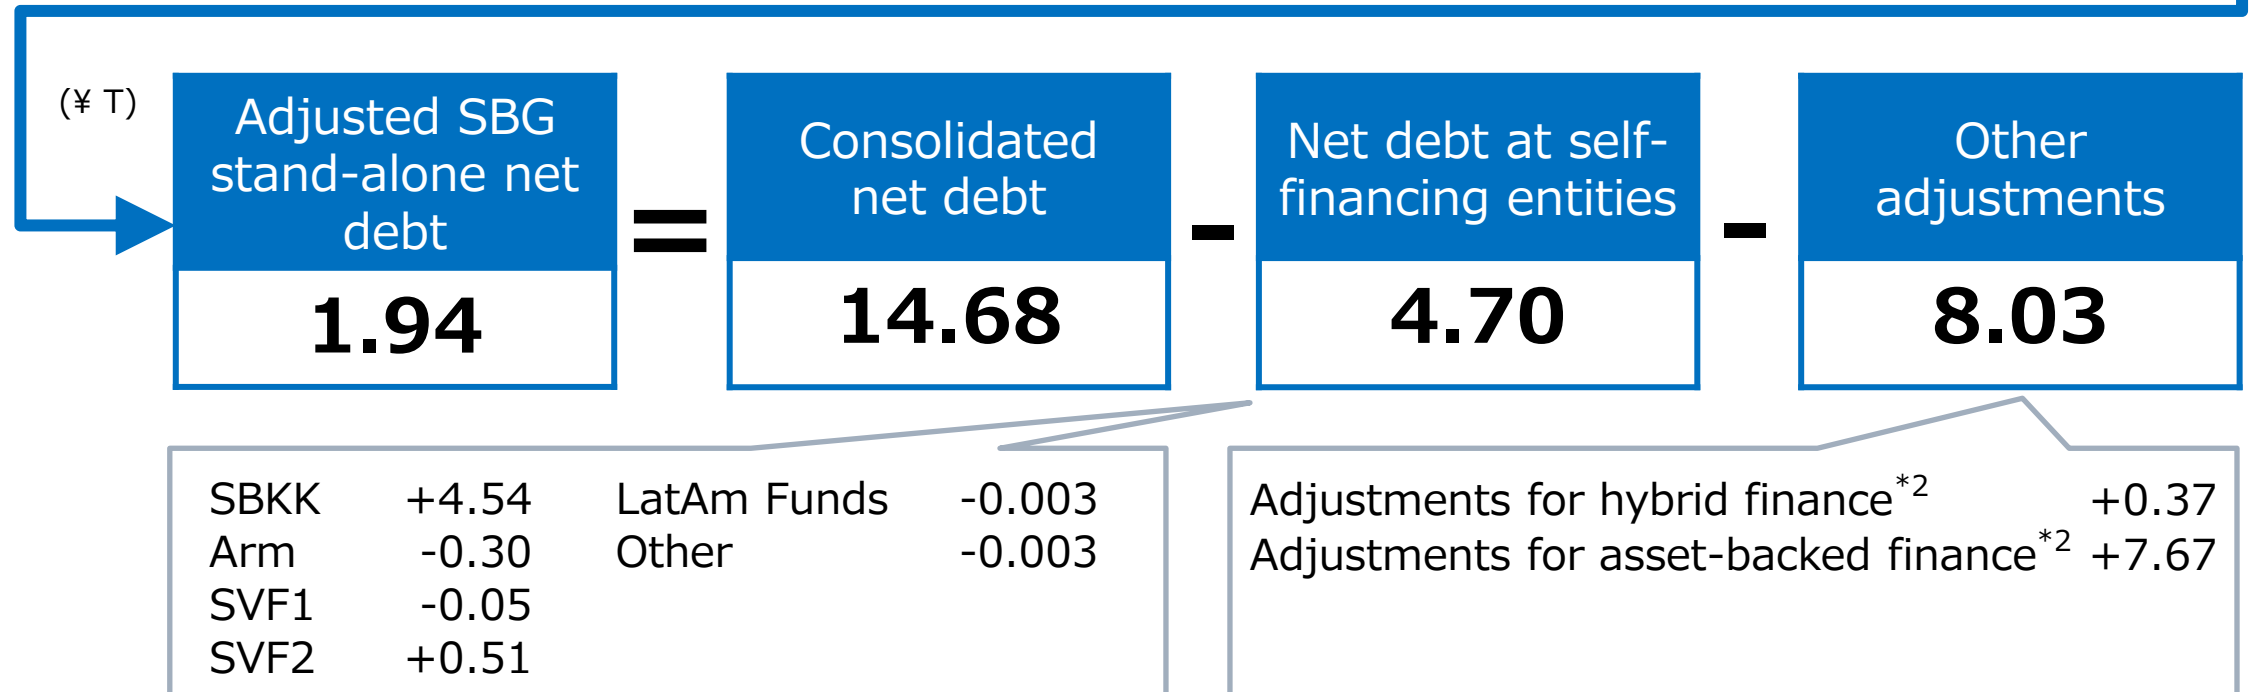 (¥ T)
Adjusted SBG
stand-alone net
debt
1.94
=
Consolidated
net debt
14.68
-
Net debt at self-
financing entities
4.70
-
Other
adjustments
8.03
SBKK +4.54 LatAm Funds -0.003
Arm -0.30 Other -0.003
SVF1 -0.05
SVF2 +0.51
Adjustments for hybrid finance*2 +0.37
Adjustments for asset-backed finance*2 +7.67